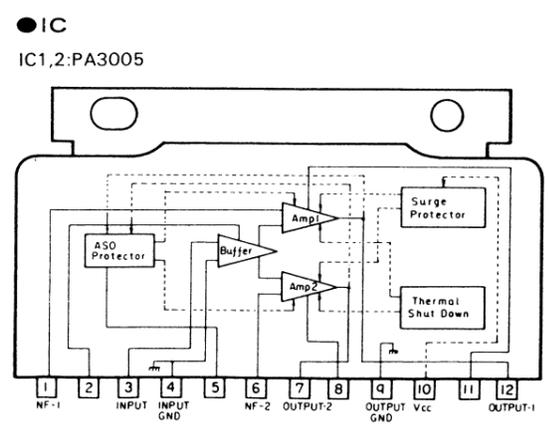 ●IC
IC1,2:PA3005
Amp1
Surge
Protector
ASO
Protector
Buffer
Amp2
Thermal
Shut Down
1 2 3 4 5 6 7 8 9 10 11 12
NF-1 INPUT INPUT GND NF-2 OUTPUT-2 OUTPUT GND Vcc OUTPUT-1